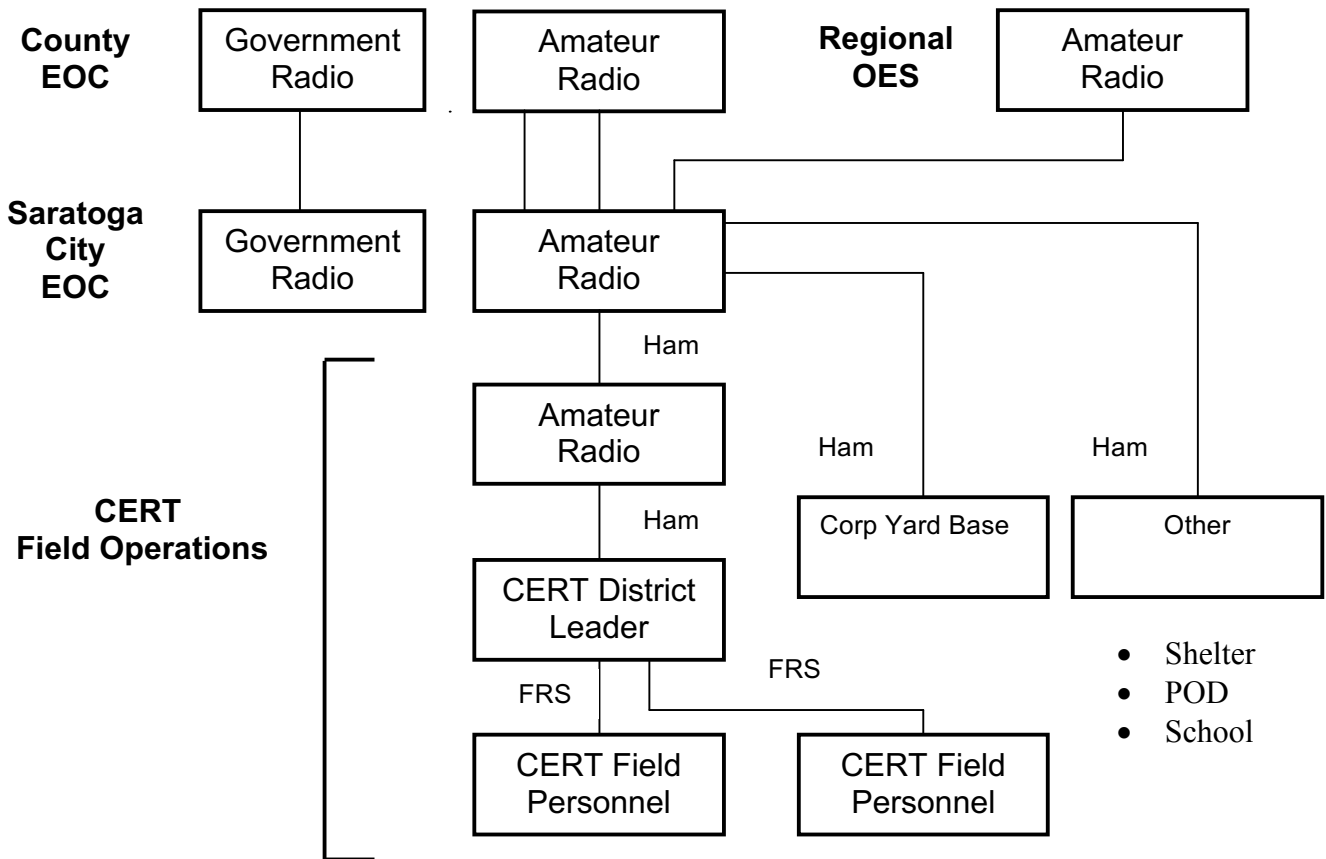 County
EOC
Government
Radio
Amateur
Radio
Regional
OES
Amateur
Radio
Saratoga
City
EOC
Government
Radio
Amateur
Radio
Ham
Amateur
Radio
Ham
Ham
CERT
Field Operations
Ham
Corp Yard Base
Other
CERT District
Leader
FRS
FRS
• Shelter
• POD
• School
CERT Field
Personnel
CERT Field
Personnel